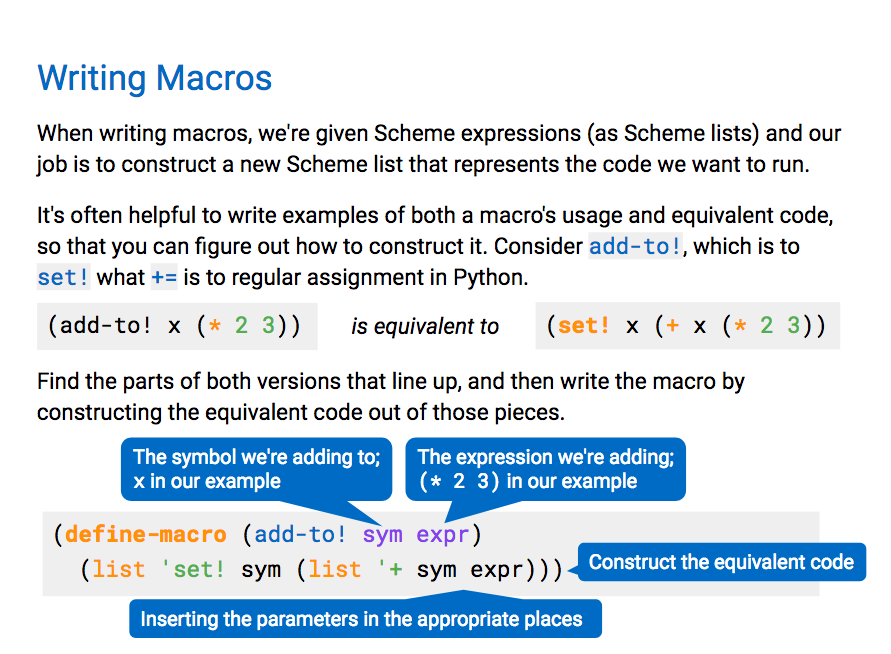 Writing Macros
When writing macros, we're given Scheme expressions (as Scheme lists) and our
job is to construct a new Scheme list that represents the code we want to run.
It's often helpful to write examples of both a macro's usage and equivalent code,
so that you can figure out how to construct it. Consider add-to!, which is to
set! what += is to regular assignment in Python.
(add-to! x (* 2 3)) is equivalent to (set! x (+ x (* 2 3))
Find the parts of both versions that line up, and then write the macro by
constructing the equivalent code out of those pieces.
The symbol we're adding to;
x in our example
The expression we're adding;
(* 2 3) in our example
(define-macro (add-to! sym expr)
(list 'set! sym (list '+ sym expr)))
Construct the equivalent code
Inserting the parameters in the appropriate places